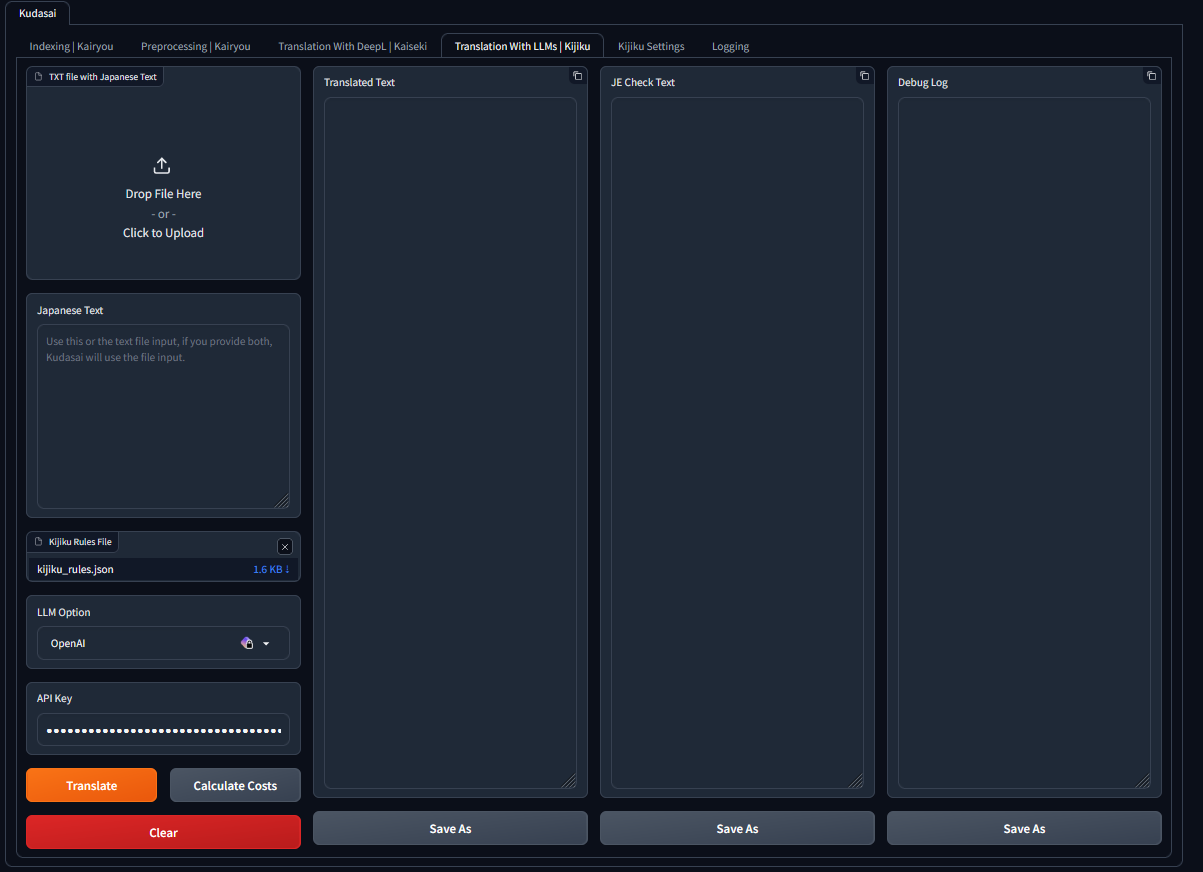 Kudasai
Indexing | Kairyou
Preprocessing | Kairyou
Translation With DeepL | Kaiseki
Translation With LLMs | Kijiku
Kijiku Settings
Logging
TXT file with Japanese Text
Drop File Here
- or -
Click to Upload
Japanese Text
Use this or the text file input, if you provide both,
Kudasai will use the file input.
Kijiku Rules File
kijiku_rules.json
1.6 KB ↓
LLM Option
OpenAI
API Key
Translate
Calculate Costs
Clear
Translated Text
Save As
JE Check Text
Save As
Debug Log
Save As